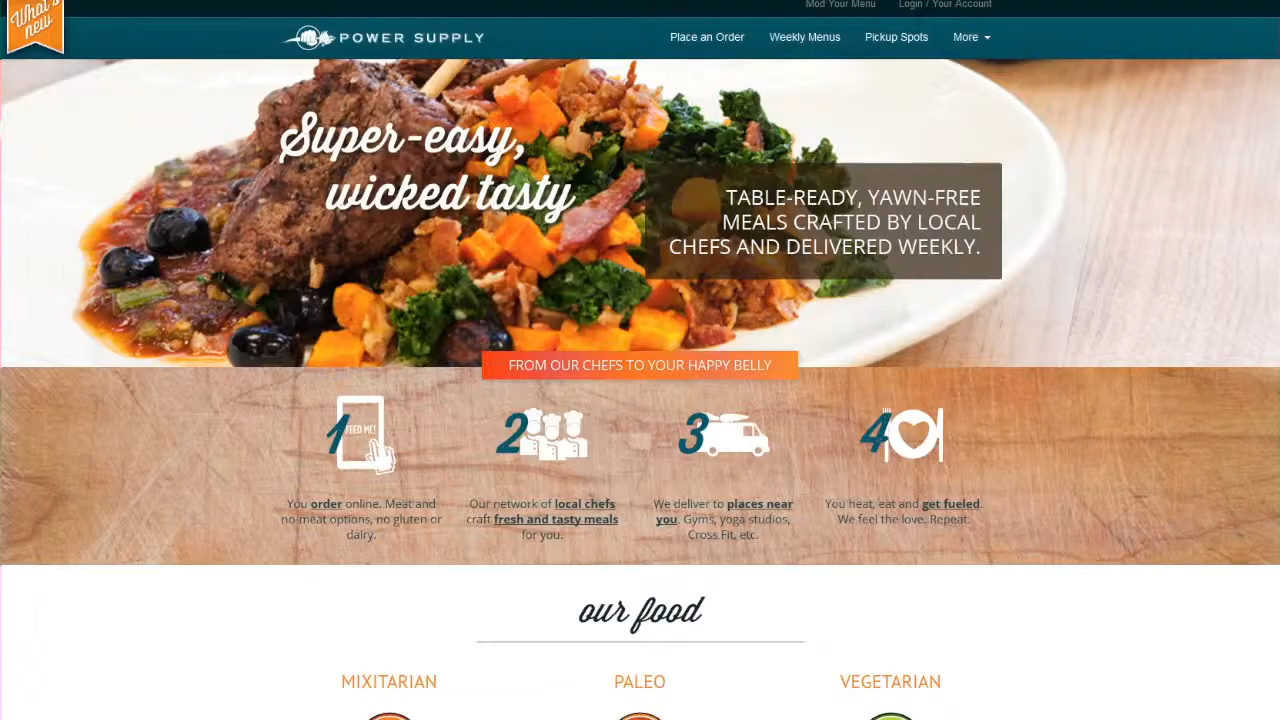 What's
new
Mod Your Menu
Login / Your Account
POWER SUPPLY
Place an Order
Weekly Menus
Pickup Spots
More
Super-easy,
wicked tasty
TABLE-READY, YAWN-FREE
MEALS CRAFTED BY LOCAL
CHEFS AND DELIVERED WEEKLY.
FROM OUR CHEFS TO YOUR HAPPY BELLY
1
FEED ME!
You order online. Meat and
no-meat options, no gluten or
dairy.
2
Our network of local chefs
craft fresh and tasty meals
for you.
3
We deliver to places near
you. Gyms, yoga studios,
Cross Fit, etc.
4
You heat, eat and get fueled.
We feel the love. Repeat.
our food
MIXITARIAN
PALEO
VEGETARIAN